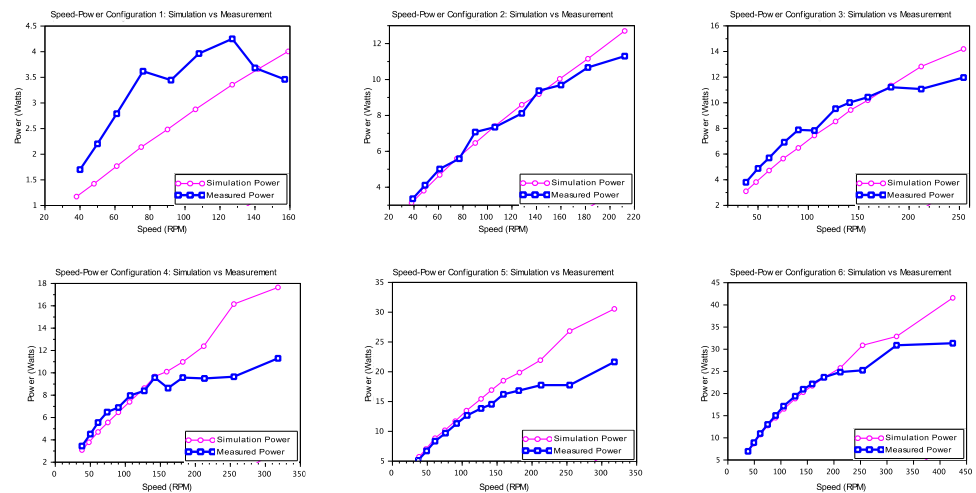 Speed-Power Configuration 1: Simulation vs Measurement
4.5
4
3.5
3
2.5
2
1.5
1
Power (Watts)
20 40 60 80 100 120 140 160
Speed (RPM)
Simulation Power
Measured Power
Speed-Power Configuration 2: Simulation vs Measurement
12
10
8
6
4
Power (Watts)
20 40 60 80 100 120 140 160 180 200 220
Speed (RPM)
Simulation Power
Measured Power
Speed-Power Configuration 3: Simulation vs Measurement
16
14
12
10
8
6
4
2
Power (Watts)
50 100 150 200 250
Speed (RPM)
Simulation Power
Measured Power
Speed-Power Configuration 4: Simulation vs Measurement
18
16
14
12
10
8
6
4
2
Power (Watts)
0 50 100 150 200 250 300 350
Speed (RPM)
Simulation Power
Measured Power
Speed-Power Configuration 5: Simulation vs Measurement
35
30
25
20
15
10
5
Power (Watts)
0 50 100 150 200 250 300 350
Speed (RPM)
Simulation Power
Measured Power
Speed-Power Configuration 6: Simulation vs Measurement
45
40
35
30
25
20
15
10
5
Power (Watts)
0 50 100 150 200 250 300 350 400 450
Speed (RPM)
Simulation Power
Measured Power